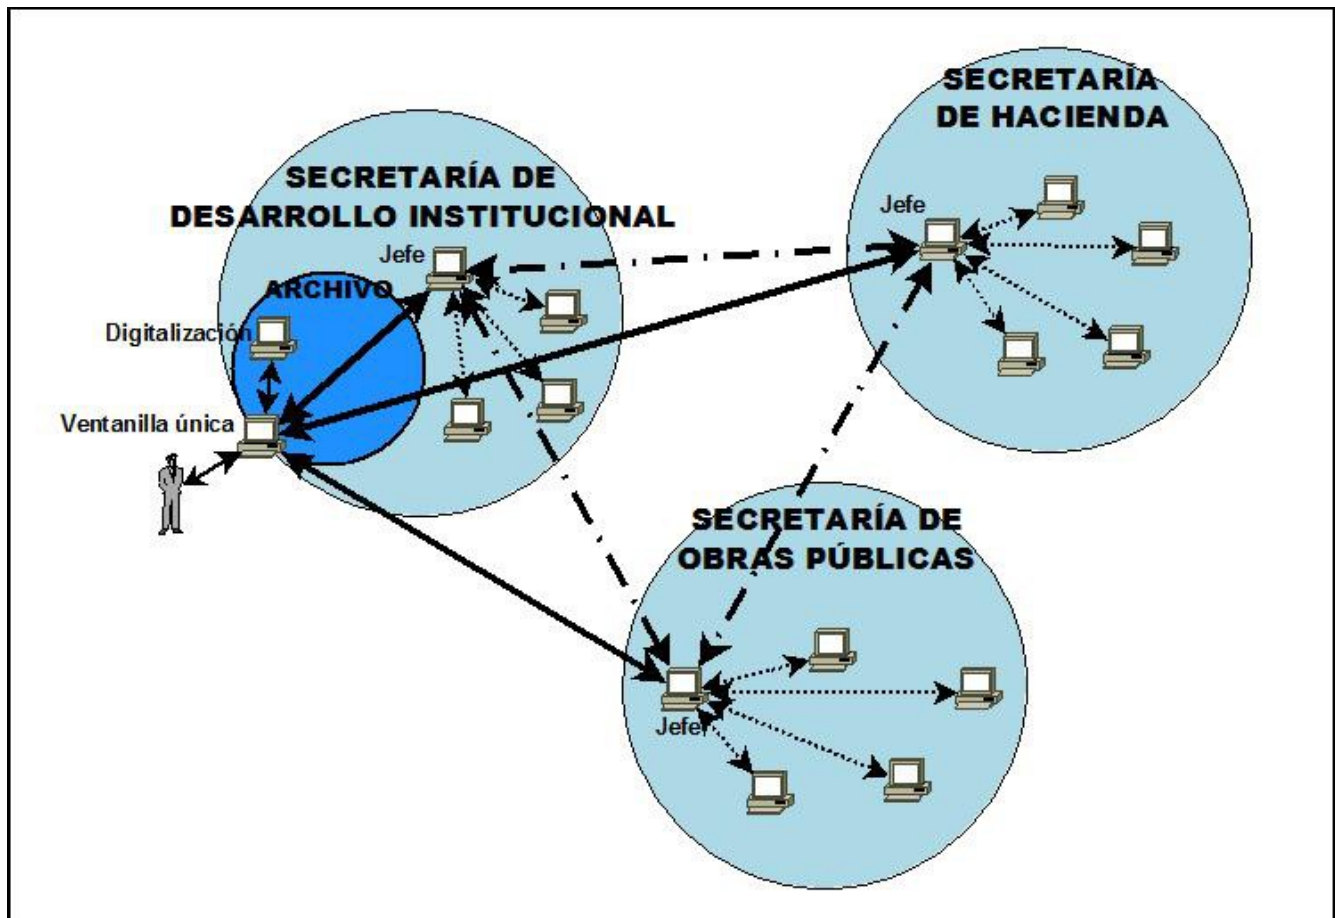 SECRETARÍA
DE HACIENDA
Jefe
SECRETARÍA DE
DESARROLLO INSTITUCIONAL
Jefe
ARCHIVO
Digitalización
Ventanilla única
SECRETARÍA DE
OBRAS PÚBLICAS
Jefe